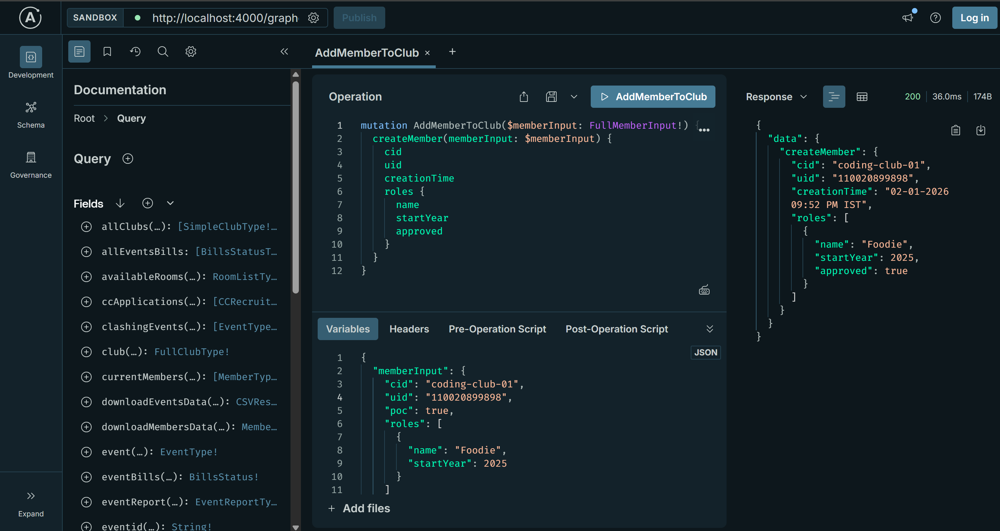 SANDBOX http://localhost:4000/graph Publish Log in
Development
Schema
Governance
Expand
Documentation
Root > Query
Query
Fields
allClubs(…): [SimpleClubType!…
allEventsBills: [BillsStatusT…
availableRooms(…): RoomListTy…
ccApplications(…): [CCRecruit…
clashingEvents(…): [EventType…
club(…): FullClubType!
currentMembers(…): [MemberTyp…
downloadEventsData(…): CSVRes…
downloadMembersData(…): Membe…
event(…): EventType!
eventBills(…): BillsStatus!
eventReport(…): EventReportTy…
eventid(…): String!
AddMemberToClub × +
Operation
AddMemberToClub
1 mutation AddMemberToClub($memberInput: FullMemberInput!) {
2 createMember(memberInput: $memberInput) {
3 cid
4 uid
5 creationTime
6 roles {
7 name
8 startYear
9 approved
10 }
11 }
12 }
Variables Headers Pre-Operation Script Post-Operation Script
JSON
1 {
2 "memberInput": {
3 "cid": "coding-club-01",
4 "uid": "110020899898",
5 "poc": true,
6 "roles": [
7 {
8 "name": "Foodie",
9 "startYear": 2025
10 }
11 ]
+ Add files
Response 200 36.0ms 174B
{
"data": {
"createMember": {
"cid": "coding-club-01",
"uid": "110020899898",
"creationTime": "02-01-2026
09:52 PM IST",
"roles": [
{
"name": "Foodie",
"startYear": 2025,
"approved": true
}
]
}
}
}